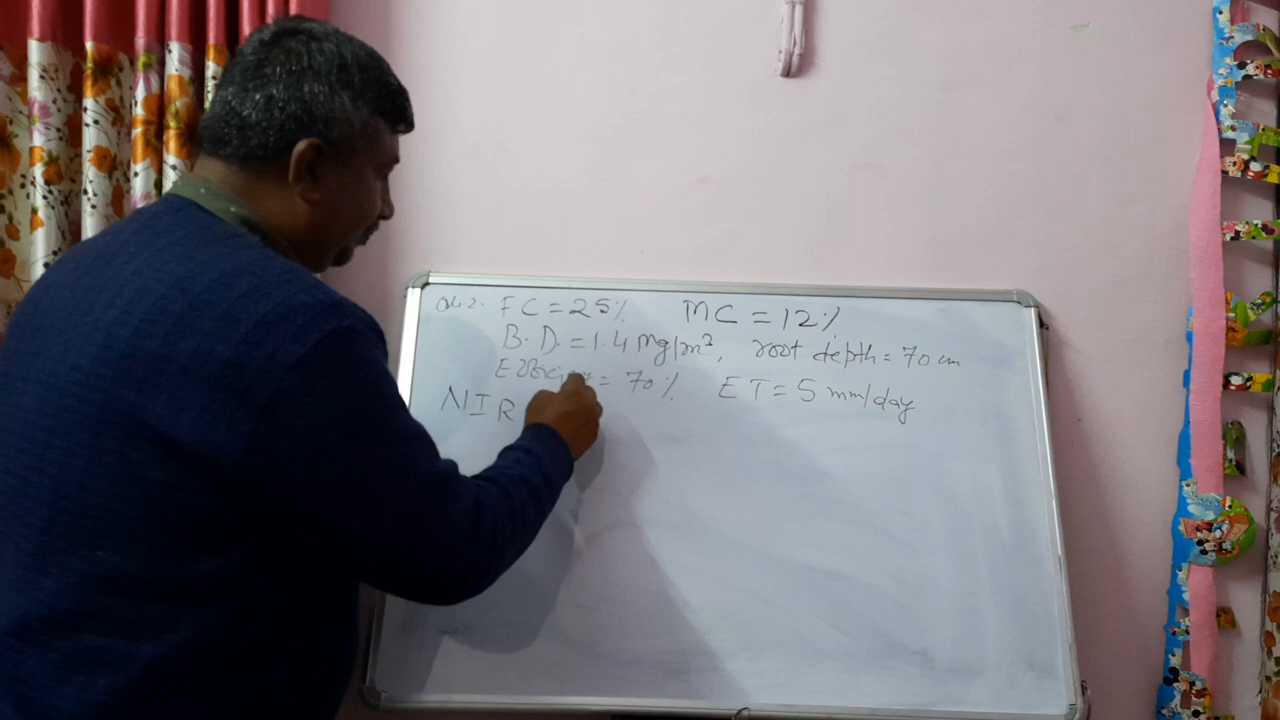 Q.2. FC = 25% MC = 12%
B.D. = 1.4 Mg/m³, root depth = 70 cm
Efficiency = 70% ET = 5 mm/day
NIR